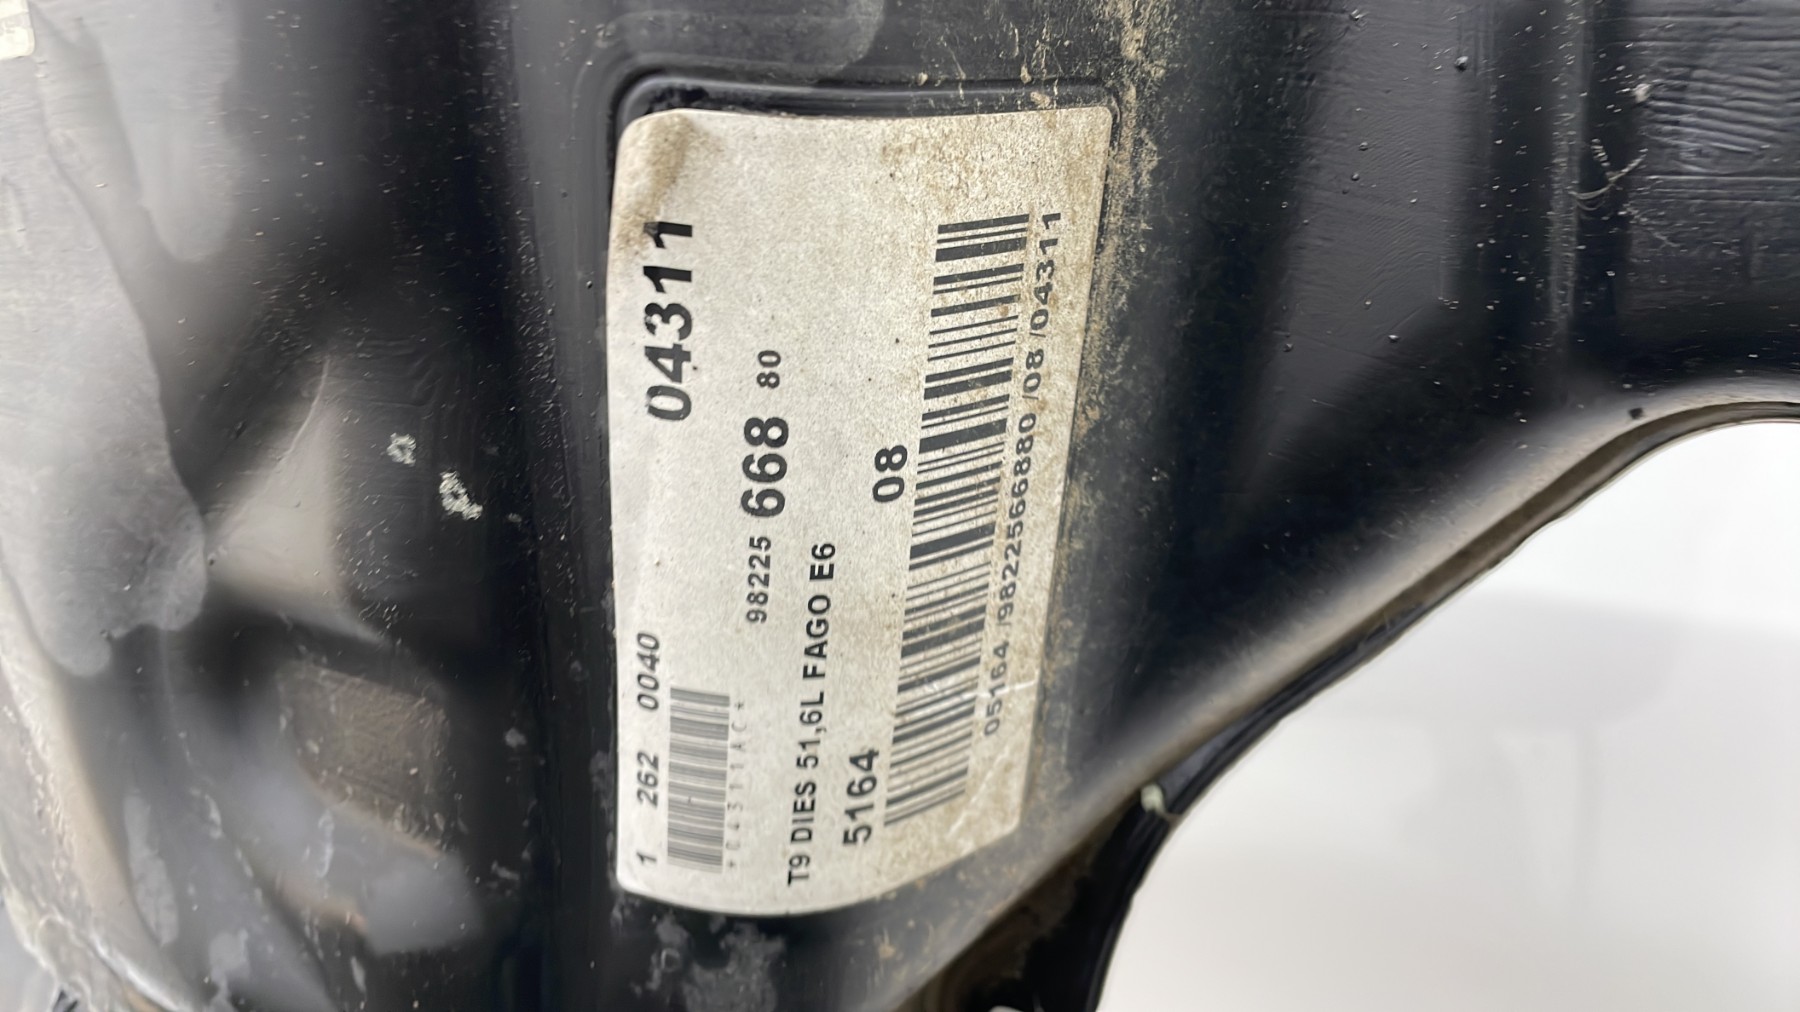 1 262 0040 04311
*C4311AC*
98225 668 80
T9 DIES 51,6L FAGO E6
5164 08
05164 /9822566880 /08 /04311